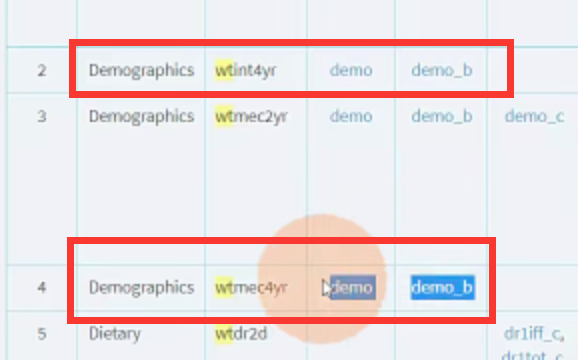 2 Demographics wtint4yr demo demo_b
3 Demographics wtmec2yr demo demo_b demo_c
4 Demographics wtmec4yr demo demo_b
5 Dietary wtdr2d dr1iff_c,
dr1tot_c